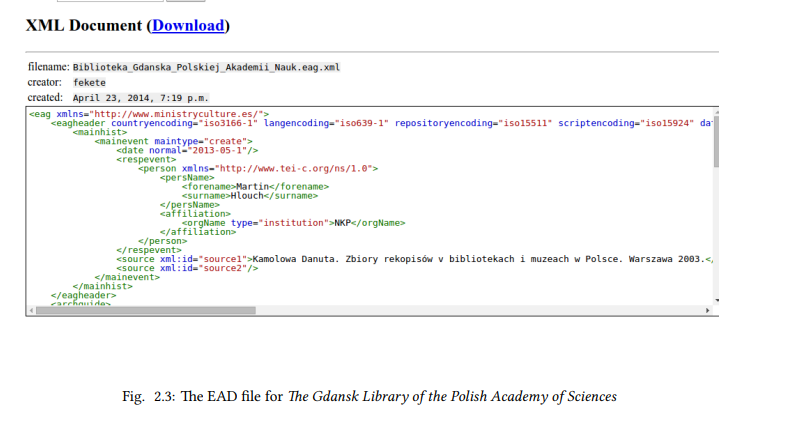 XML Document (Download)
filename: Biblioteka_Gdanska_Polskiej_Akademii_Nauk.eag.xml
creator: fekete
created: April 23, 2014, 7:19 p.m.
<eag xmlns="http://www.ministryculture.es/">
<eagheader countryencoding="iso3166-1" langencoding="iso639-1" repositoryencoding="iso15511" scriptencoding="iso15924" dat
<mainhist>
<mainevent maintype="create">
<date normal="2013-05-1"/>
<respevent>
<person xmlns="http://www.tei-c.org/ns/1.0">
<persName>
<forename>Martin</forename>
<surname>Hlouch</surname>
</persName>
<affiliation>
<orgName type="institution">NKP</orgName>
</affiliation>
</person>
</respevent>
<source xml:id="source1">Kamolowa Danuta. Zbiory rekopisów v bibliotekach i muzeach w Polsce. Warszawa 2003.</
<source xml:id="source2"/>
</mainevent>
</mainhist>
</eagheader>
<archguide>
Fig. 2.3: The EAD file for The Gdansk Library of the Polish Academy of Sciences